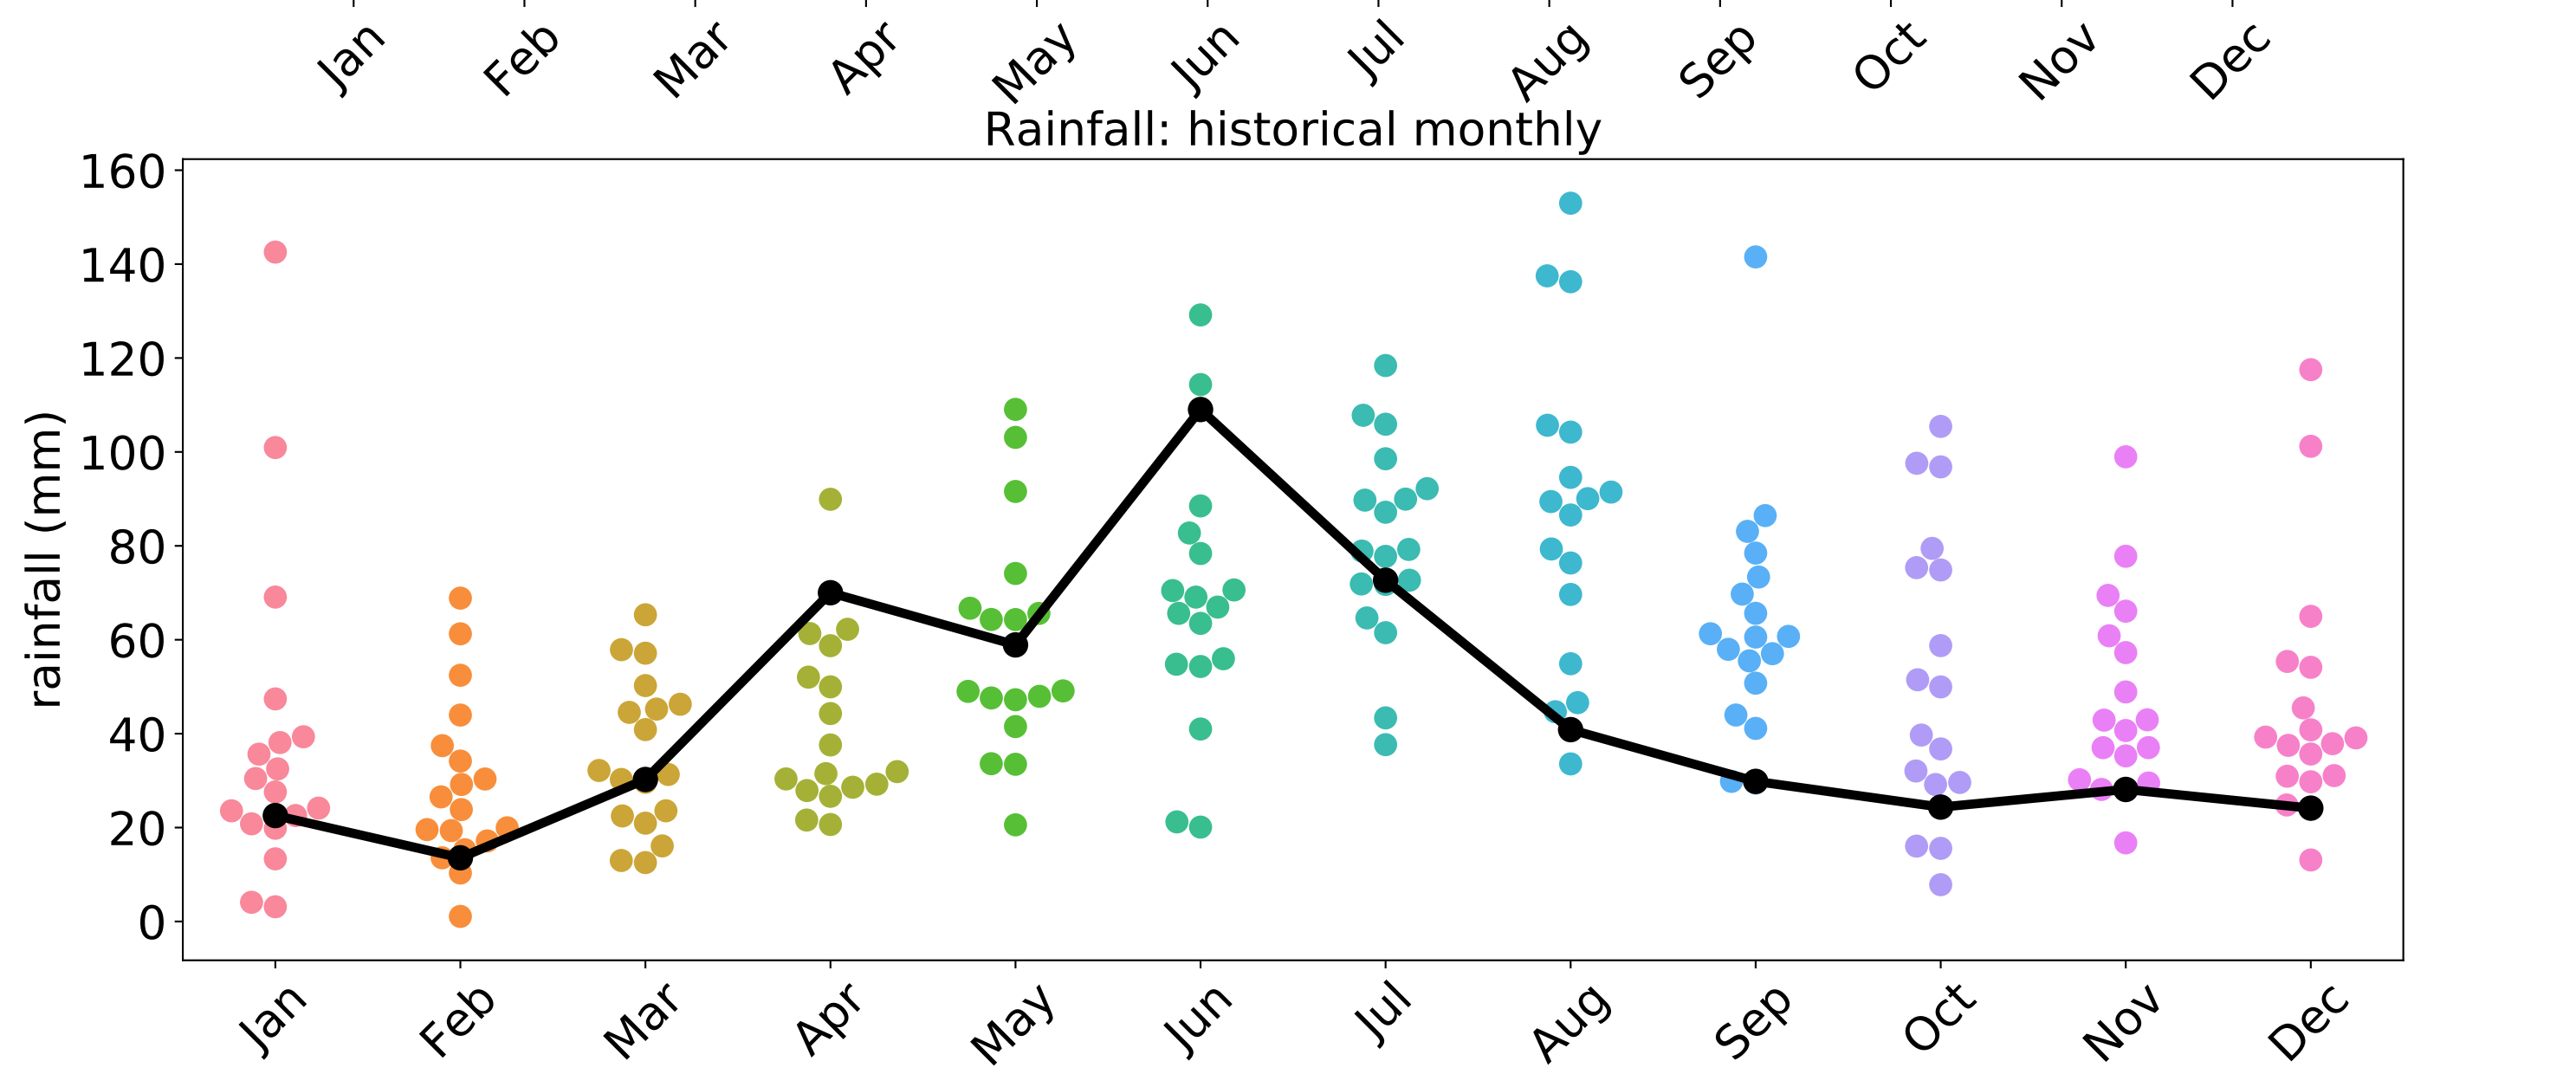 Jan Feb Mar Apr May Jun Jul Aug Sep Oct Nov Dec
Rainfall: historical monthly
rainfall (mm)
160
140
120
100
80
60
40
20
0
Jan Feb Mar Apr May Jun Jul Aug Sep Oct Nov Dec